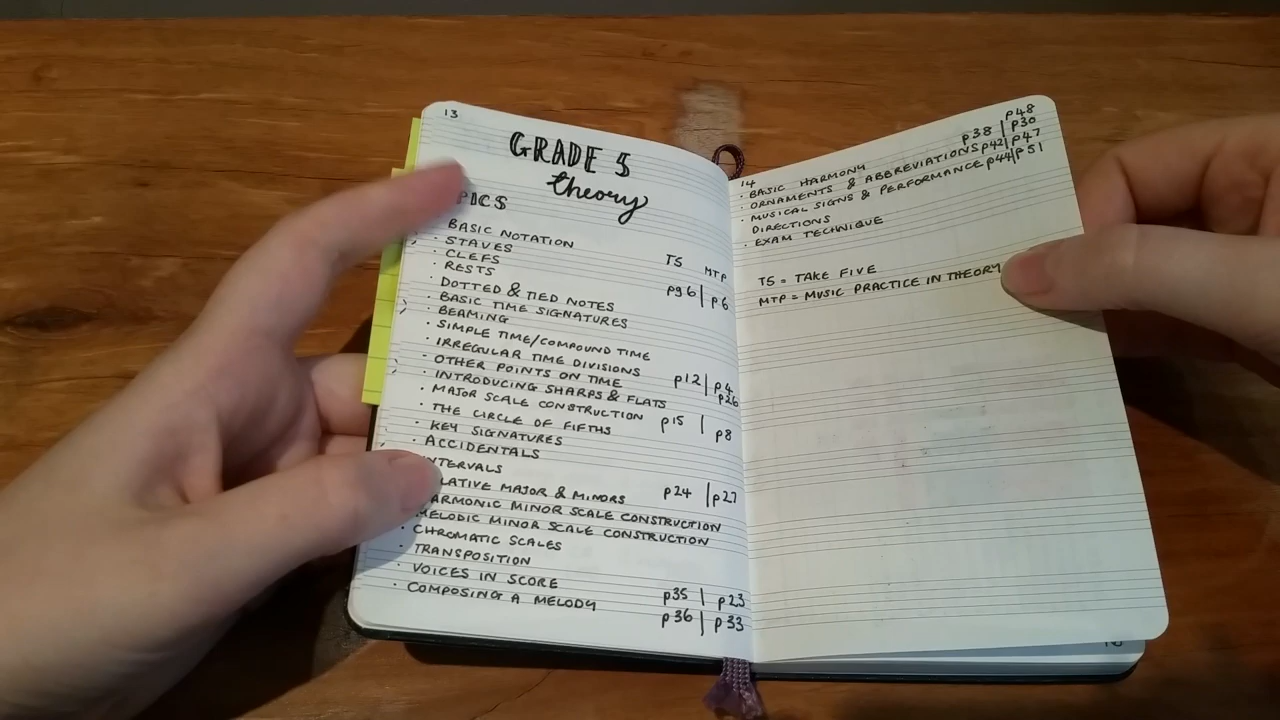 13
GRADE 5
theory
PICS
BASIC NOTATION
· STAVES T5 MTP
· CLEFS
· RESTS pg 6 | p6
DOTTED & TIED NOTES
· BASIC TIME SIGNATURES
· BEAMING
· SIMPLE TIME/COMPOUND TIME
· IRREGULAR TIME DIVISIONS
· OTHER POINTS ON TIME p12 | p4
· INTRODUCING SHARPS & FLATS p26
· MAJOR SCALE CONSTRUCTION p15 | p8
· THE CIRCLE OF FIFTHS
· KEY SIGNATURES
· ACCIDENTALS
INTERVALS p24 | p27
LATIVE MAJOR & MINORS
ARMONIC MINOR SCALE CONSTRUCTION
MELODIC MINOR SCALE CONSTRUCTION
· CHROMATIC SCALES
· TRANSPOSITION
· VOICES IN SCORE p35 | p23
· COMPOSING A MELODY p36 | p33
14 p48
· BASIC HARMONY p38 | p30
· ORNAMENTS & ABBREVIATIONS p42 | p47
· MUSICAL SIGNS & PERFORMANCE p44 | p51
DIRECTIONS
· EXAM TECHNIQUE
T5 = TAKE FIVE
MTP = MUSIC PRACTICE IN THEORY